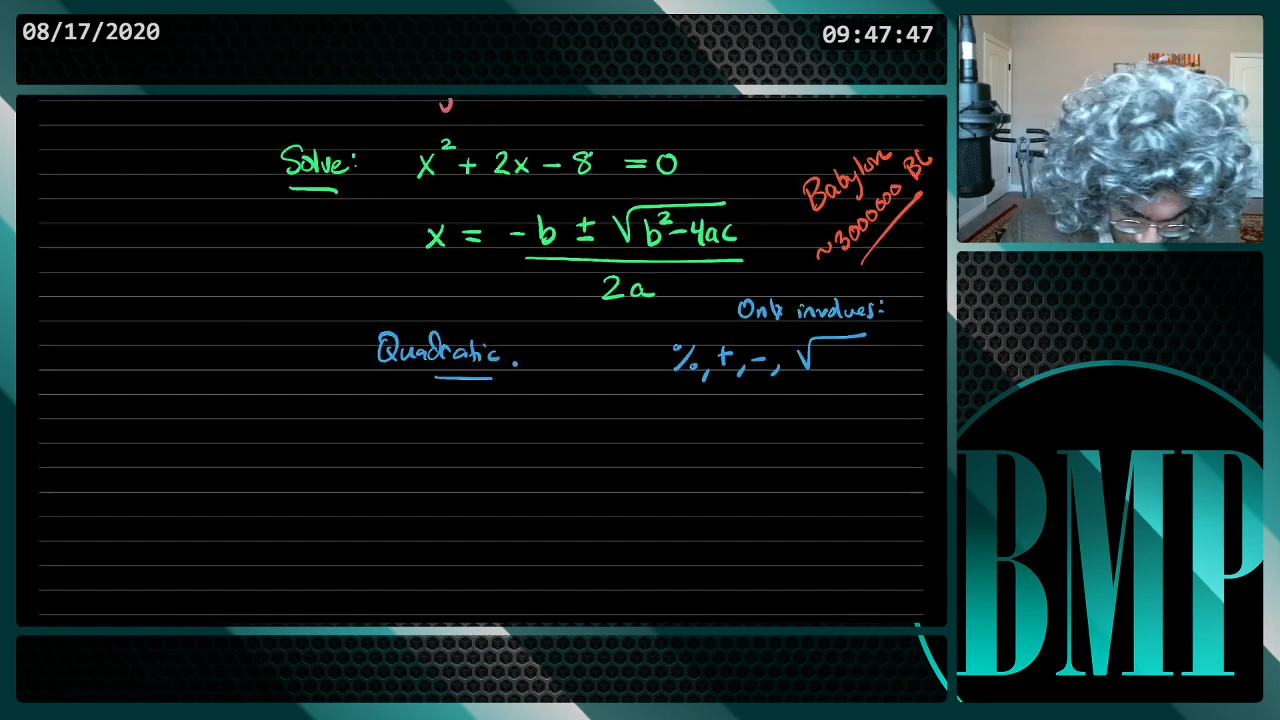 08/17/2020
09:47:47
Solve: x² + 2x - 8 = 0
Babylon
~3000000 BC
x = -b ± √b²-4ac
2a
Only involves:
Quadratic.
%, +, -, √
BMP